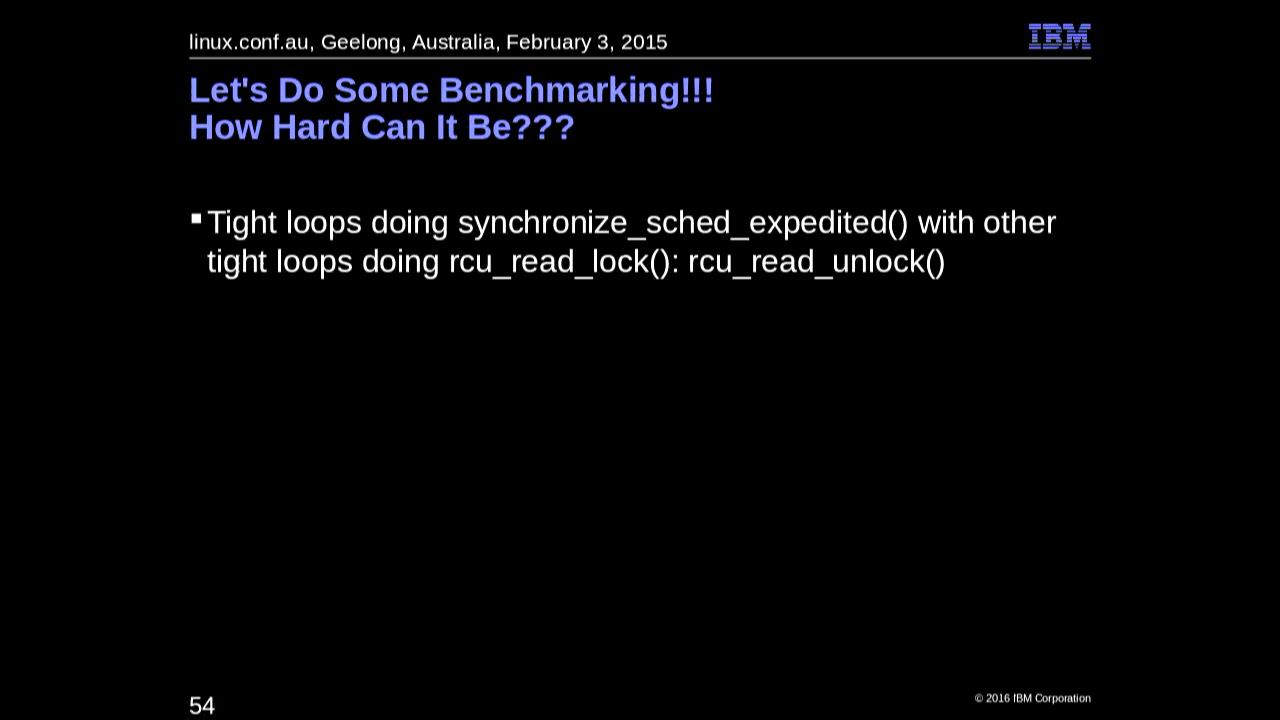 linux.conf.au, Geelong, Australia, February 3, 2015
IBM
Let's Do Some Benchmarking!!!
How Hard Can It Be???
Tight loops doing synchronize_sched_expedited() with other
tight loops doing rcu_read_lock(): rcu_read_unlock()
54
© 2016 IBM Corporation